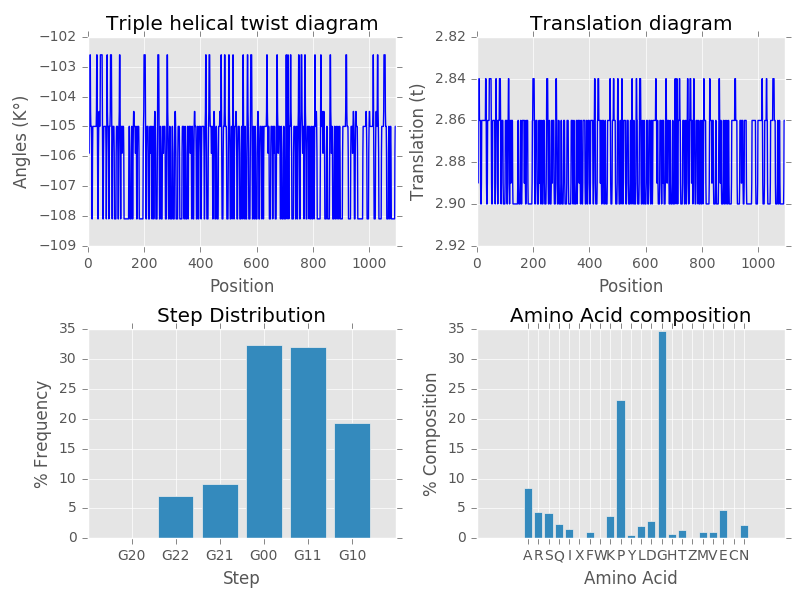 Triple helical twist diagram
−102
−103
−104
−105
−106
−107
−108
−109
Angles (K°)
0 200 400 600 800 1000
Position
Translation diagram
2.82
2.84
2.86
2.88
2.90
2.92
Translation (t)
0 200 400 600 800 1000
Position
Step Distribution
35
30
25
20
15
10
5
0
% Frequency
G20 G22 G21 G00 G11 G10
Step
Amino Acid composition
35
30
25
20
15
10
5
0
% Composition
A R S Q I X F W K P Y L D G H T Z M V E C N
Amino Acid